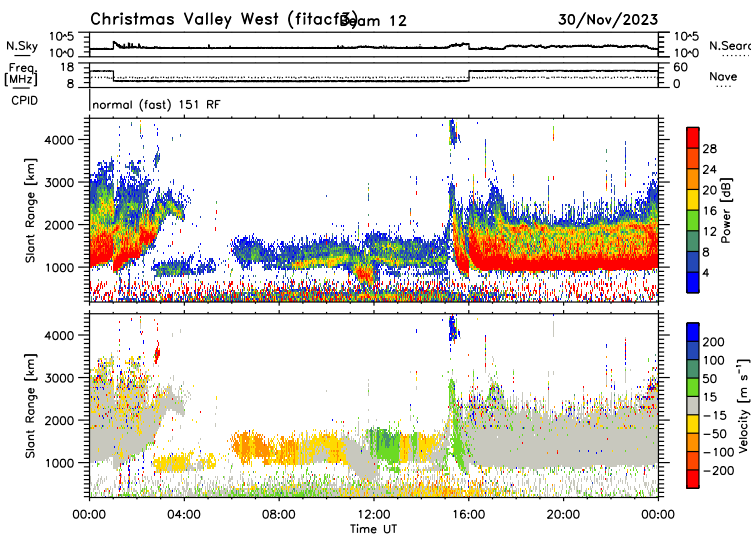 Christmas Valley West (fitacf3) Beam 12 30/Nov/2023
N.Sky 10^5 10^0 10^5 10^0 N.Searc
Freq. [MHz] 18 8 60 0 Nave
CPID normal (fast) 151 RF
Slant Range [km] 4000 3000 2000 1000
28 24 20 16 12 8 4 Power [dB]
Slant Range [km] 4000 3000 2000 1000
200 100 50 15 -15 -50 -100 -200 Velocity [m s⁻¹]
00:00 04:00 08:00 12:00 16:00 20:00 00:00
Time UT